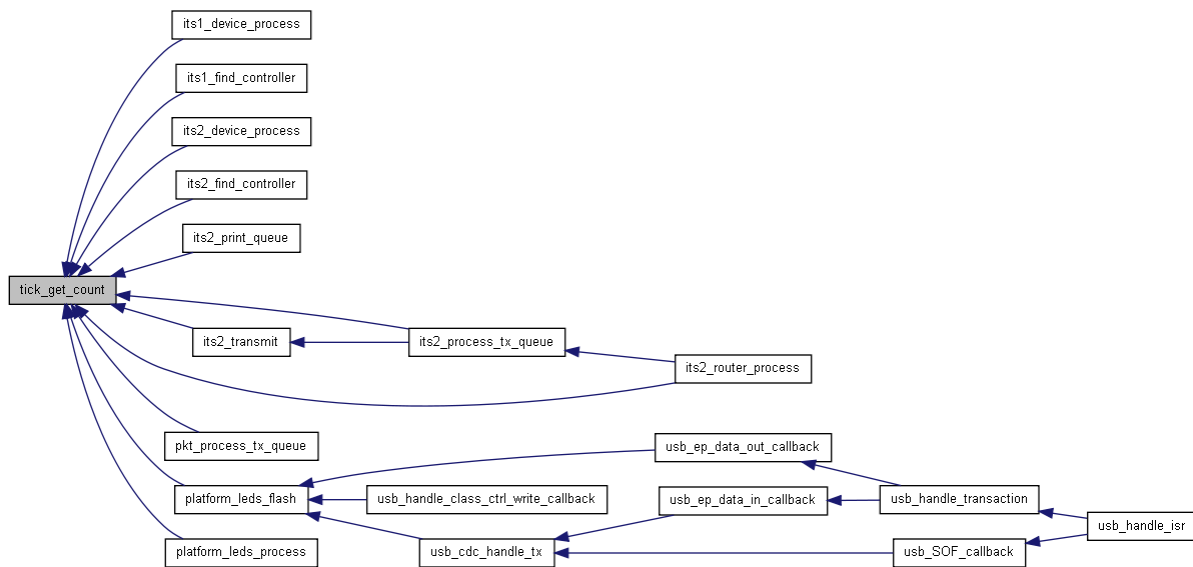 its1_device_process
its1_find_controller
its2_device_process
its2_find_controller
its2_print_queue
tick_get_count
its2_transmit
its2_process_tx_queue
its2_router_process
pkt_process_tx_queue
usb_ep_data_out_callback
platform_leds_flash
usb_handle_class_ctrl_write_callback
usb_ep_data_in_callback
usb_handle_transaction
usb_handle_isr
platform_leds_process
usb_cdc_handle_tx
usb_SOF_callback